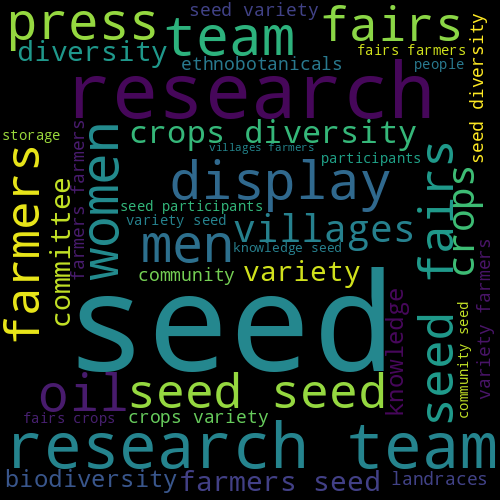 seed variety
press
team
fairs
diversity
fairs farmers
ethnobotanicals
people
seed diversity
research
storage
crops diversity
farmers farmers
villages farmers
participants
women
farmers
committee
display
fairs
crops
seed participants
variety seed
villages
men
knowledge seed
community
variety
variety farmers
seed
knowledge
community seed
seed
oil
seed seed
fairs crops
crops variety
research team
biodiversity
farmers seed
landraces